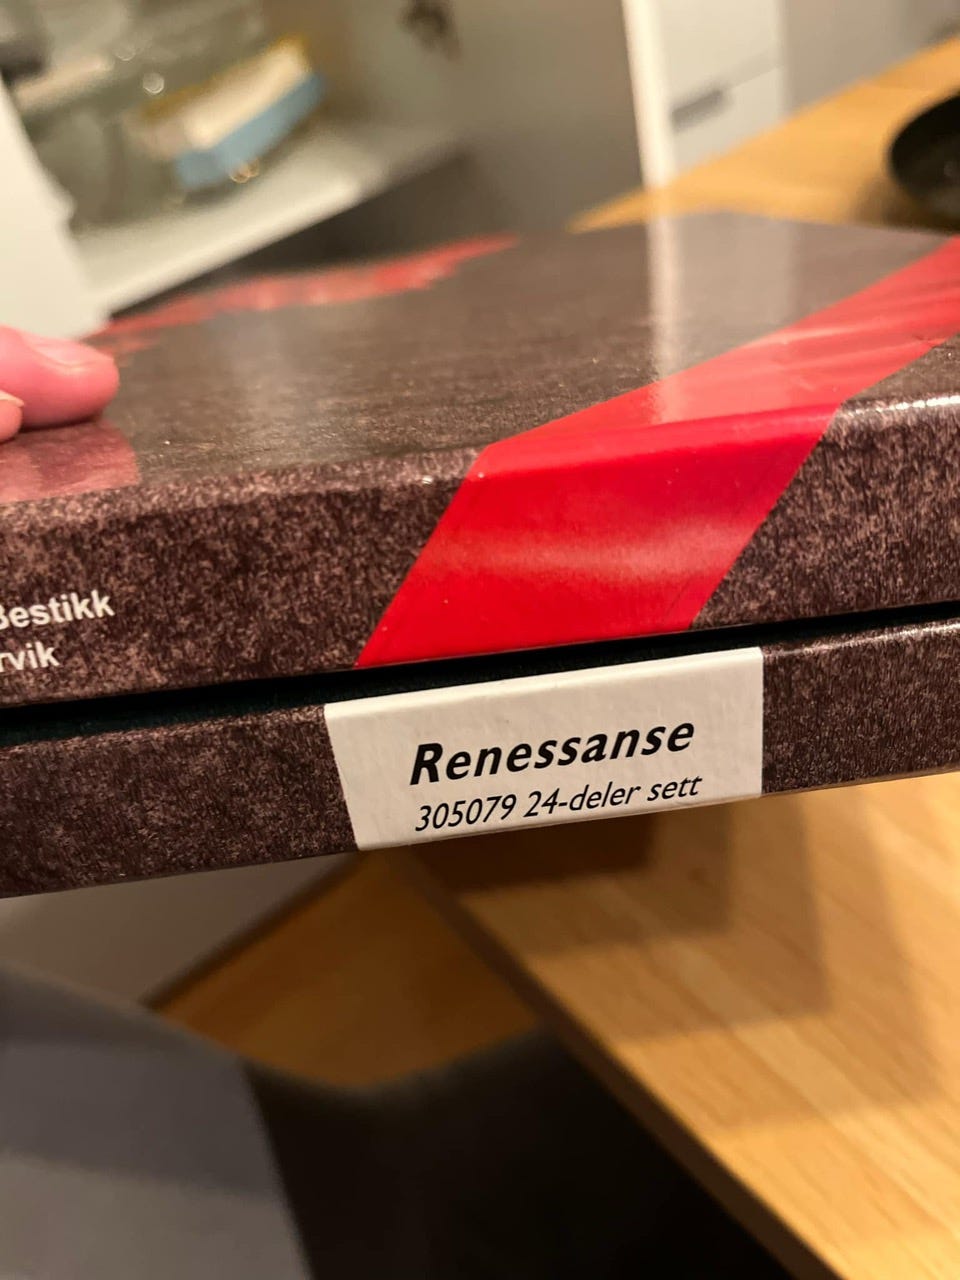 Bestikk
rvik
Renessanse
305079 24-deler sett